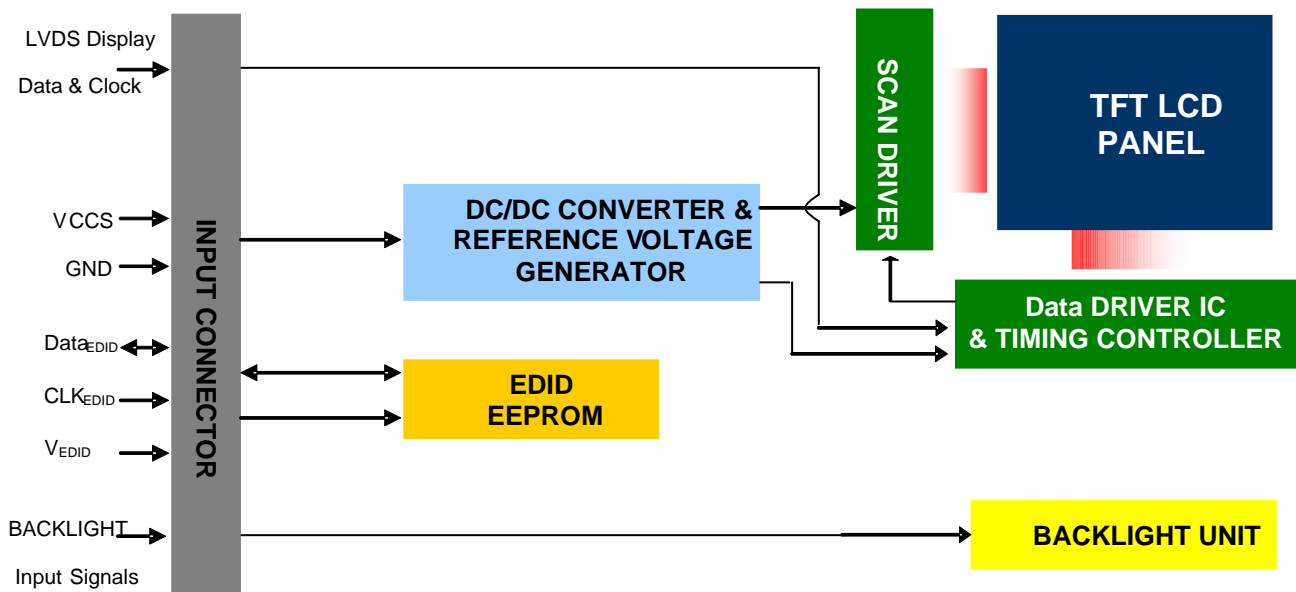 LVDS Display
Data & Clock
VCCS
GND
DataEDID
CLKEDID
VEDID
BACKLIGHT
Input Signals
INPUT CONNECTOR
DC/DC CONVERTER &
REFERENCE VOLTAGE
GENERATOR
EDID
EEPROM
SCAN DRIVER
TFT LCD
PANEL
Data DRIVER IC
& TIMING CONTROLLER
BACKLIGHT UNIT